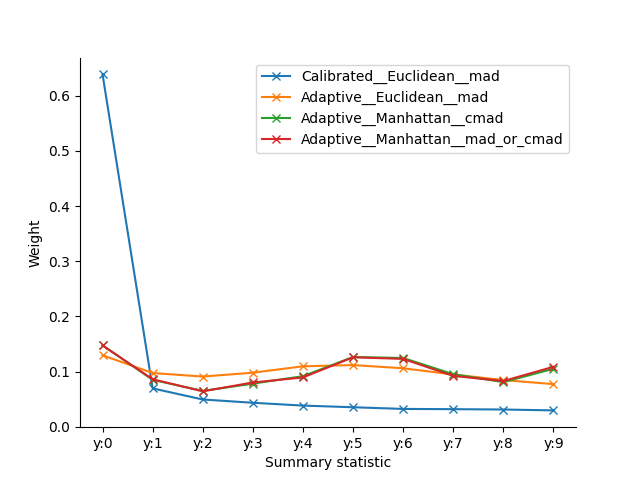 Calibrated__Euclidean__mad
Adaptive__Euclidean__mad
Adaptive__Manhattan__cmad
Adaptive__Manhattan__mad_or_cmad
0.6
0.5
0.4
0.3
0.2
0.1
0.0
Weight
y:0 y:1 y:2 y:3 y:4 y:5 y:6 y:7 y:8 y:9
Summary statistic